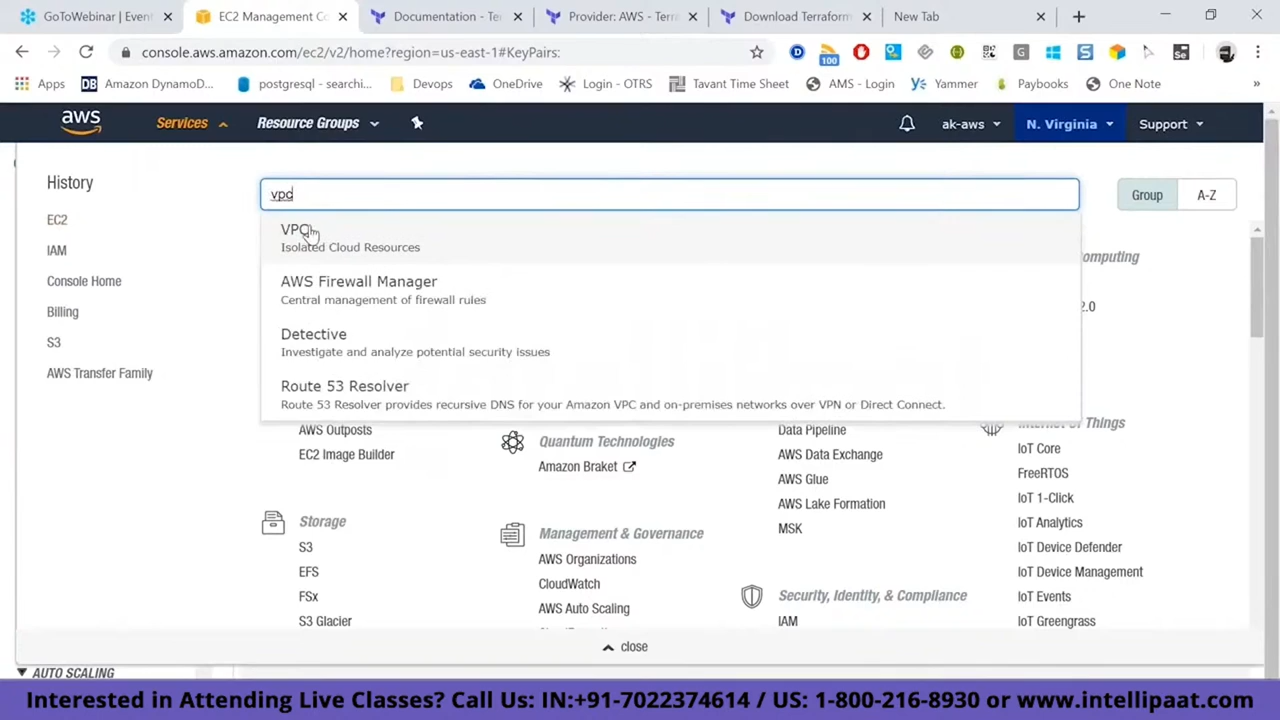 GoToWebinar | Event
EC2 Management Co
Documentation - Ter
Provider: AWS - Terr
Download Terraform
New Tab
console.aws.amazon.com/ec2/v2/home?region=us-east-1#KeyPairs:
100
Apps
DB Amazon DynamoD...
postgresql - searchi...
Devops
OneDrive
Login - OTRS
Tavant Time Sheet
AMS - Login
Yammer
Paybooks
One Note
»
aws
Services
Resource Groups
ak-aws
N. Virginia
Support
History
vpc
Group
A-Z
EC2
IAM
Console Home
Billing
S3
AWS Transfer Family
VPC
Isolated Cloud Resources
AWS Firewall Manager
Central management of firewall rules
Detective
Investigate and analyze potential security issues
Route 53 Resolver
Route 53 Resolver provides recursive DNS for your Amazon VPC and on-premises networks over VPN or Direct Connect.
omputing
2.0
AWS Outposts
EC2 Image Builder
Storage
S3
EFS
FSx
S3 Glacier
Quantum Technologies
Amazon Braket
Management & Governance
AWS Organizations
CloudWatch
AWS Auto Scaling
Data Pipeline
AWS Data Exchange
AWS Glue
AWS Lake Formation
MSK
Security, Identity, & Compliance
IAM
Internet of Things
IoT Core
FreeRTOS
IoT 1-Click
IoT Analytics
IoT Device Defender
IoT Device Management
IoT Events
IoT Greengrass
close
AUTO SCALING
Interested in Attending Live Classes? Call Us: IN:+91-7022374614 / US: 1-800-216-8930 or www.intellipaat.com